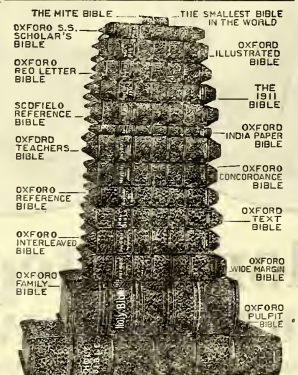 THE MITE BIBLE
THE SMALLEST BIBLE
IN THE WORLD
OXFORD S.S.
SCHOLAR'S
BIBLE
OXFORD
ILLUSTRATED
BIBLE
OXFORD
RED LETTER
BIBLE
THE
1911
BIBLE
SCOFIELD
REFERENCE
BIBLE
OXFORD
INDIA PAPER
BIBLE
OXFORD
TEACHERS
BIBLE
OXFORD
CONCORDANCE
BIBLE
OXFORD
REFERENCE
BIBLE
OXFORD
TEXT
BIBLE
OXFORD
INTERLEAVED
BIBLE
OXFORD
WIDE MARGIN
BIBLE
OXFORD
FAMILY
BIBLE
OXFORD
PULPIT
BIBLE
Holy Bible